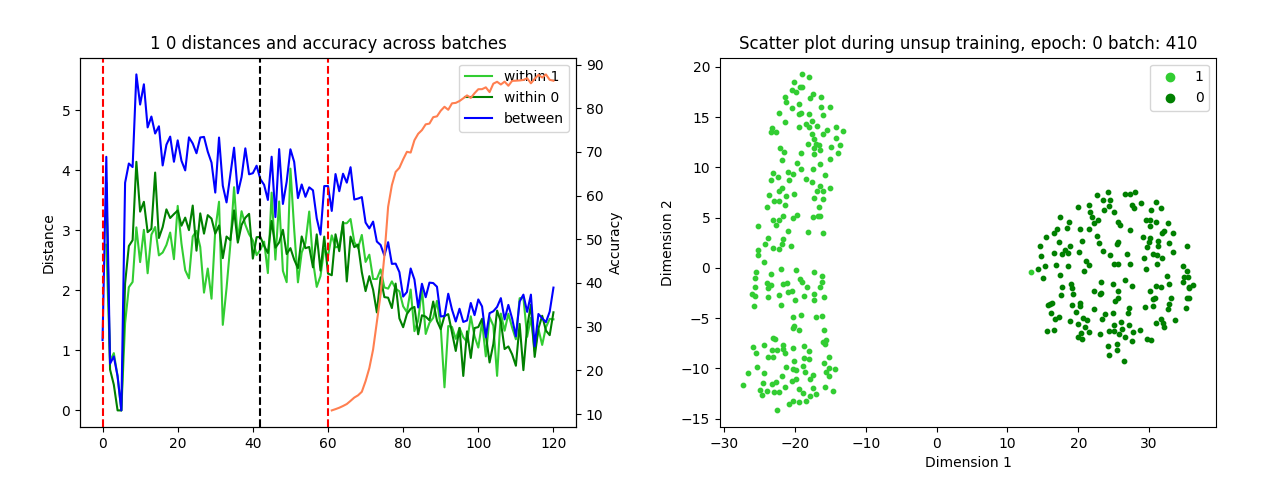 1 0 distances and accuracy across batches
within 1
within 0
between
Distance
Accuracy
5
4
3
2
1
0
90
80
70
60
50
40
30
20
10
0 20 40 60 80 100 120
Scatter plot during unsup training, epoch: 0 batch: 410
1
0
Dimension 2
20
15
10
5
0
−5
−10
−15
−30 −20 −10 0 10 20 30
Dimension 1